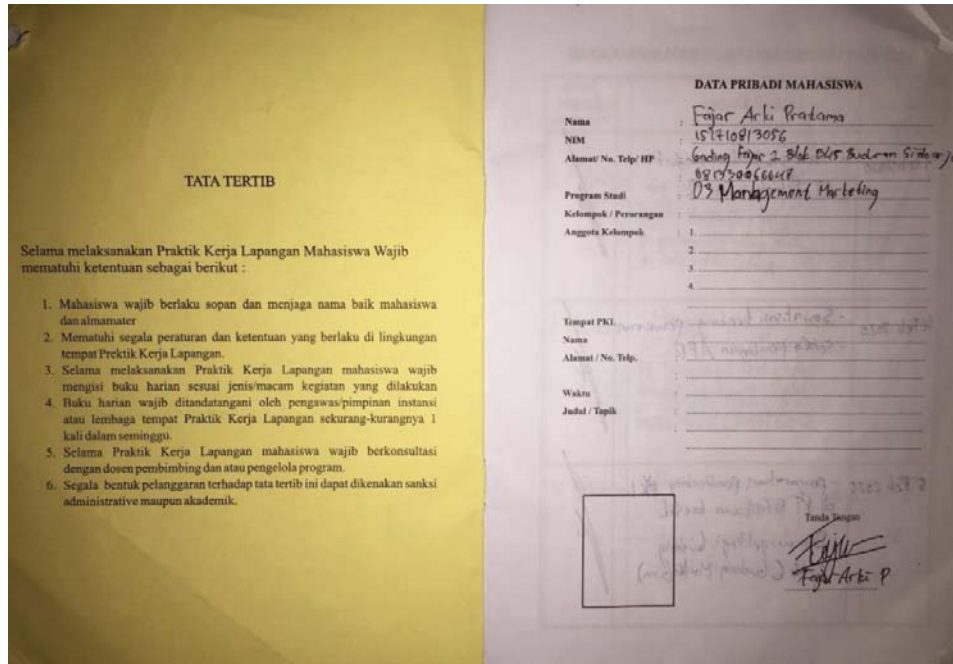 TATA TERTIB
Selama melaksanakan Praktik Kerja Lapangan Mahasiswa Wajib
mematuhi ketentuan sebagai berikut :
1. Mahasiswa wajib berlaku sopan dan menjaga nama baik mahasiswa
dan almamater
2. Mematuhi segala peraturan dan ketentuan yang berlaku di lingkungan
tempat Prektik Kerja Lapangan.
3. Selama melaksanakan Praktik Kerja Lapangan mahasiswa wajib
mengisi buku harian sesuai jenis/macam kegiatan yang dilakukan
4. Buku harian wajib ditandatangani oleh pengawas/pimpinan instansi
atau lembaga tempat Praktik Kerja Lapangan sekurang-kurangnya 1
kali dalam seminggu.
5. Selama Praktik Kerja Lapangan mahasiswa wajib berkonsultasi
dengan dosen pembimbing dan atau pengelola program.
6. Segala bentuk pelanggaran terhadap tata tertib ini dapat dikenakan sanksi
administrative maupun akademik.
DATA PRIBADI MAHASISWA
Nama : Fajar Arki Pratama
NIM : 151710813056
Alamat/ No. Telp/ HP : Gading Fajar 2 Blok Buduran Sidoarjo
Program Studi : D3 Management Marketing
Kelompok / Perorangan :
Anggota Kelompok : 1.
2.
3.
4.
Tempat PKL
Nama :
Alamat / No. Telp. :
:
Waktu :
Judul / Topik :
:
Tanda Tangan
Fajar Arki P